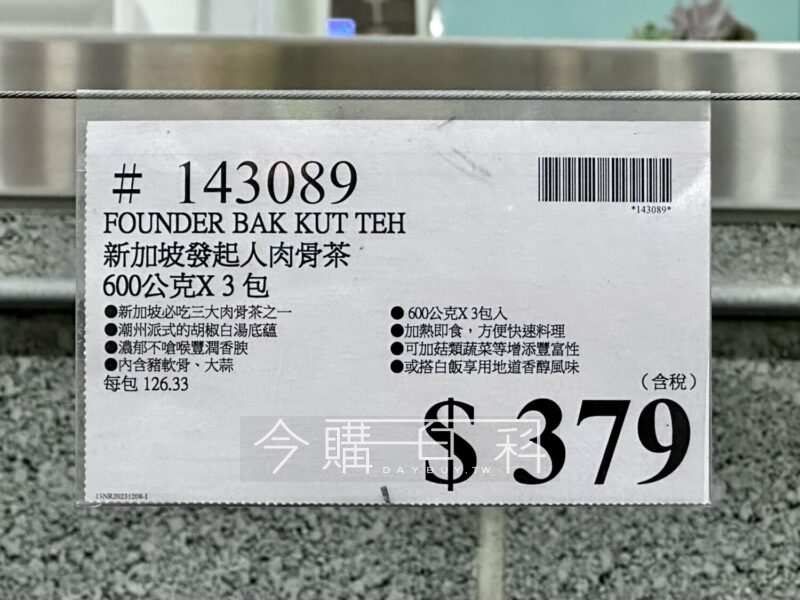 # 143089
*143089*
FOUNDER BAK KUT TEH
新加坡發起人肉骨茶
600公克X 3 包
●新加坡必吃三大肉骨茶之一
●潮州派式的胡椒白湯底蘊
●濃郁不嗆喉豐潤香腴
●內含豬軟骨、大蒜
每包 126.33
●600公克X 3包入
●加熱即食，方便快速料理
●可加菇類蔬菜等增添豐富性
●或搭白飯享用地道香醇風味
（含稅）
$ 379
今購百科
DAYBUY.TW
13NR20231208-1